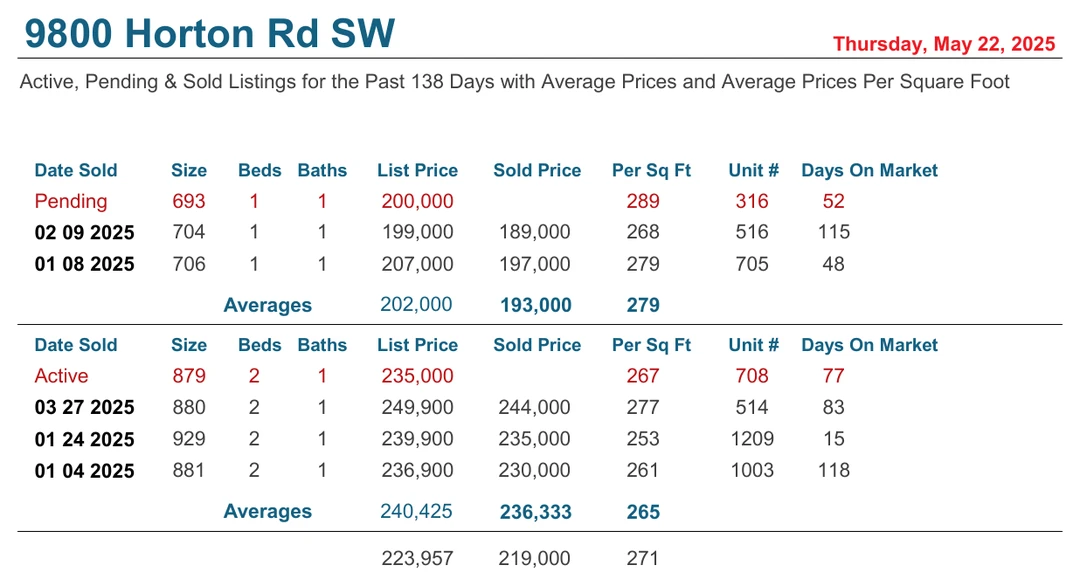 9800 Horton Rd SW
Thursday, May 22, 2025
Active, Pending & Sold Listings for the Past 138 Days with Average Prices and Average Prices Per Square Foot
Date Sold Size Beds Baths List Price Sold Price Per Sq Ft Unit # Days On Market
Pending 693 1 1 200,000 289 316 52
02 09 2025 704 1 1 199,000 189,000 268 516 115
01 08 2025 706 1 1 207,000 197,000 279 705 48
Averages 202,000 193,000 279
Date Sold Size Beds Baths List Price Sold Price Per Sq Ft Unit # Days On Market
Active 879 2 1 235,000 267 708 77
03 27 2025 880 2 1 249,900 244,000 277 514 83
01 24 2025 929 2 1 239,900 235,000 253 1209 15
01 04 2025 881 2 1 236,900 230,000 261 1003 118
Averages 240,425 236,333 265
223,957 219,000 271